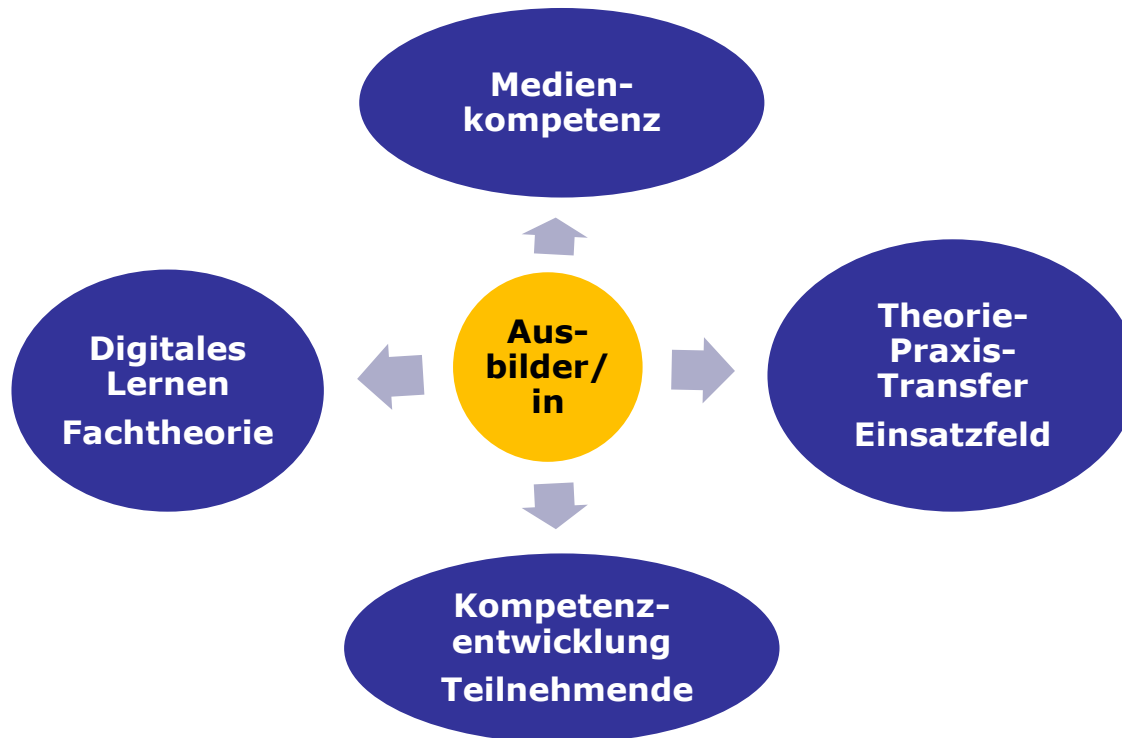 Medien-
kompetenz
Digitales
Lernen
Fachtheorie
Aus-
bilder/
in
Theorie-
Praxis-
Transfer
Einsatzfeld
Kompetenz-
entwicklung
Teilnehmende